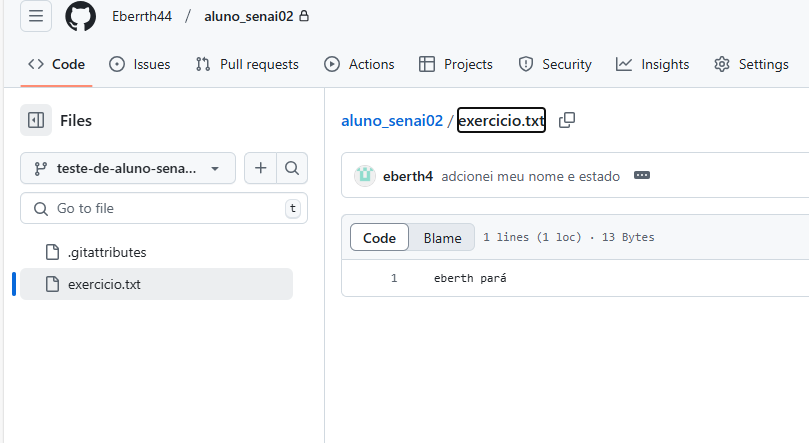 Eberrth44 / aluno_senai02
Code Issues Pull requests Actions Projects Security Insights Settings
Files
aluno_senai02 / exercicio.txt
teste-de-aluno-sena...
eberth4 adcionei meu nome e estado
Go to file t
Code Blame 1 lines (1 loc) · 13 Bytes
.gitattributes
1 eberth pará
exercicio.txt